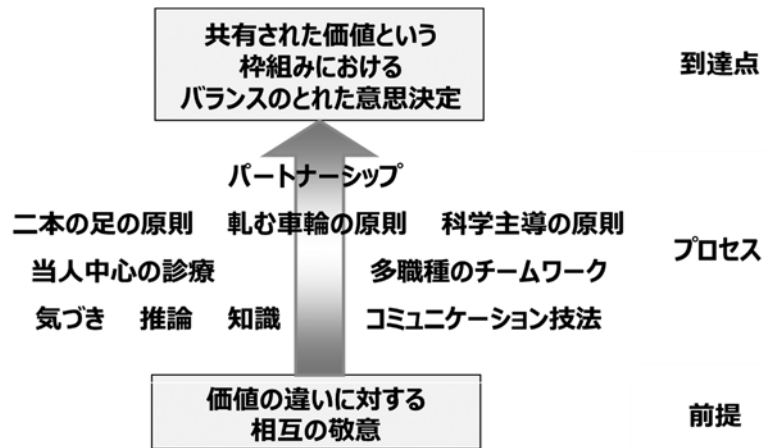 共有された価値という
枠組みにおける
バランスのとれた意思決定
到達点
パートナーシップ
二本の足の原則 軋む車輪の原則 科学主導の原則
当人中心の診療 多職種のチームワーク
プロセス
気づき 推論 知識 コミュニケーション技法
価値の違いに対する
相互の敬意
前提